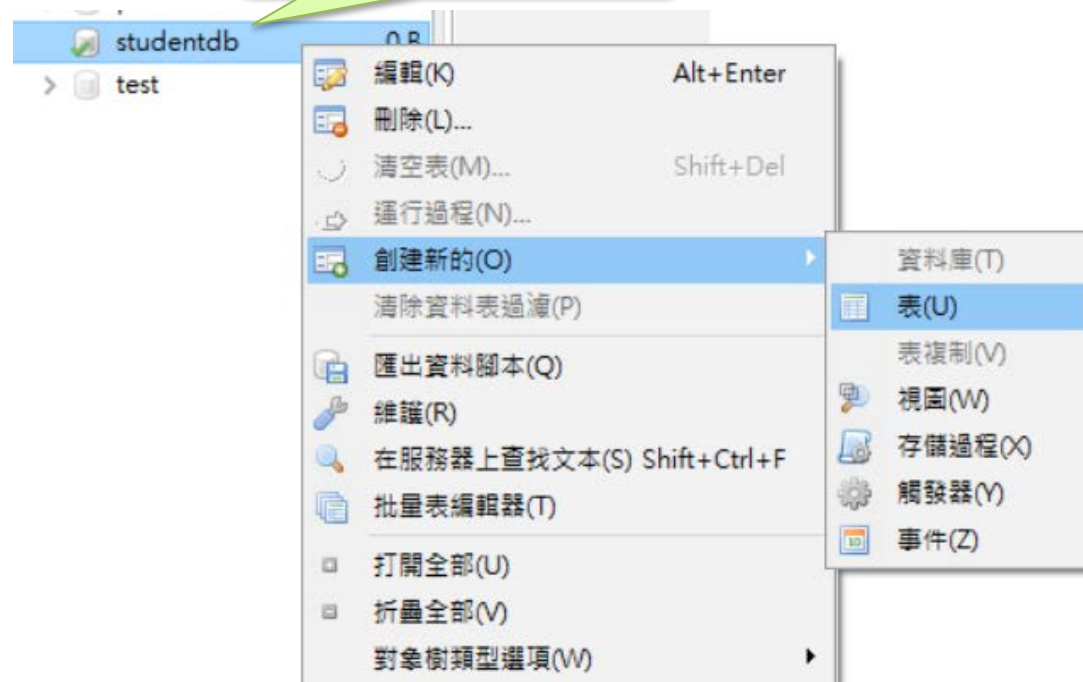 studentdb 0 B
test
編輯(K) Alt+Enter
刪除(L)...
清空表(M)... Shift+Del
運行過程(N)...
創建新的(O)
清除資料表過濾(P)
匯出資料腳本(Q)
維護(R)
在服務器上查找文本(S) Shift+Ctrl+F
批量表編輯器(T)
打開全部(U)
折疊全部(V)
對象樹類型選項(W)
資料庫(T)
表(U)
表複制(V)
視圖(W)
存儲過程(X)
觸發器(Y)
事件(Z)